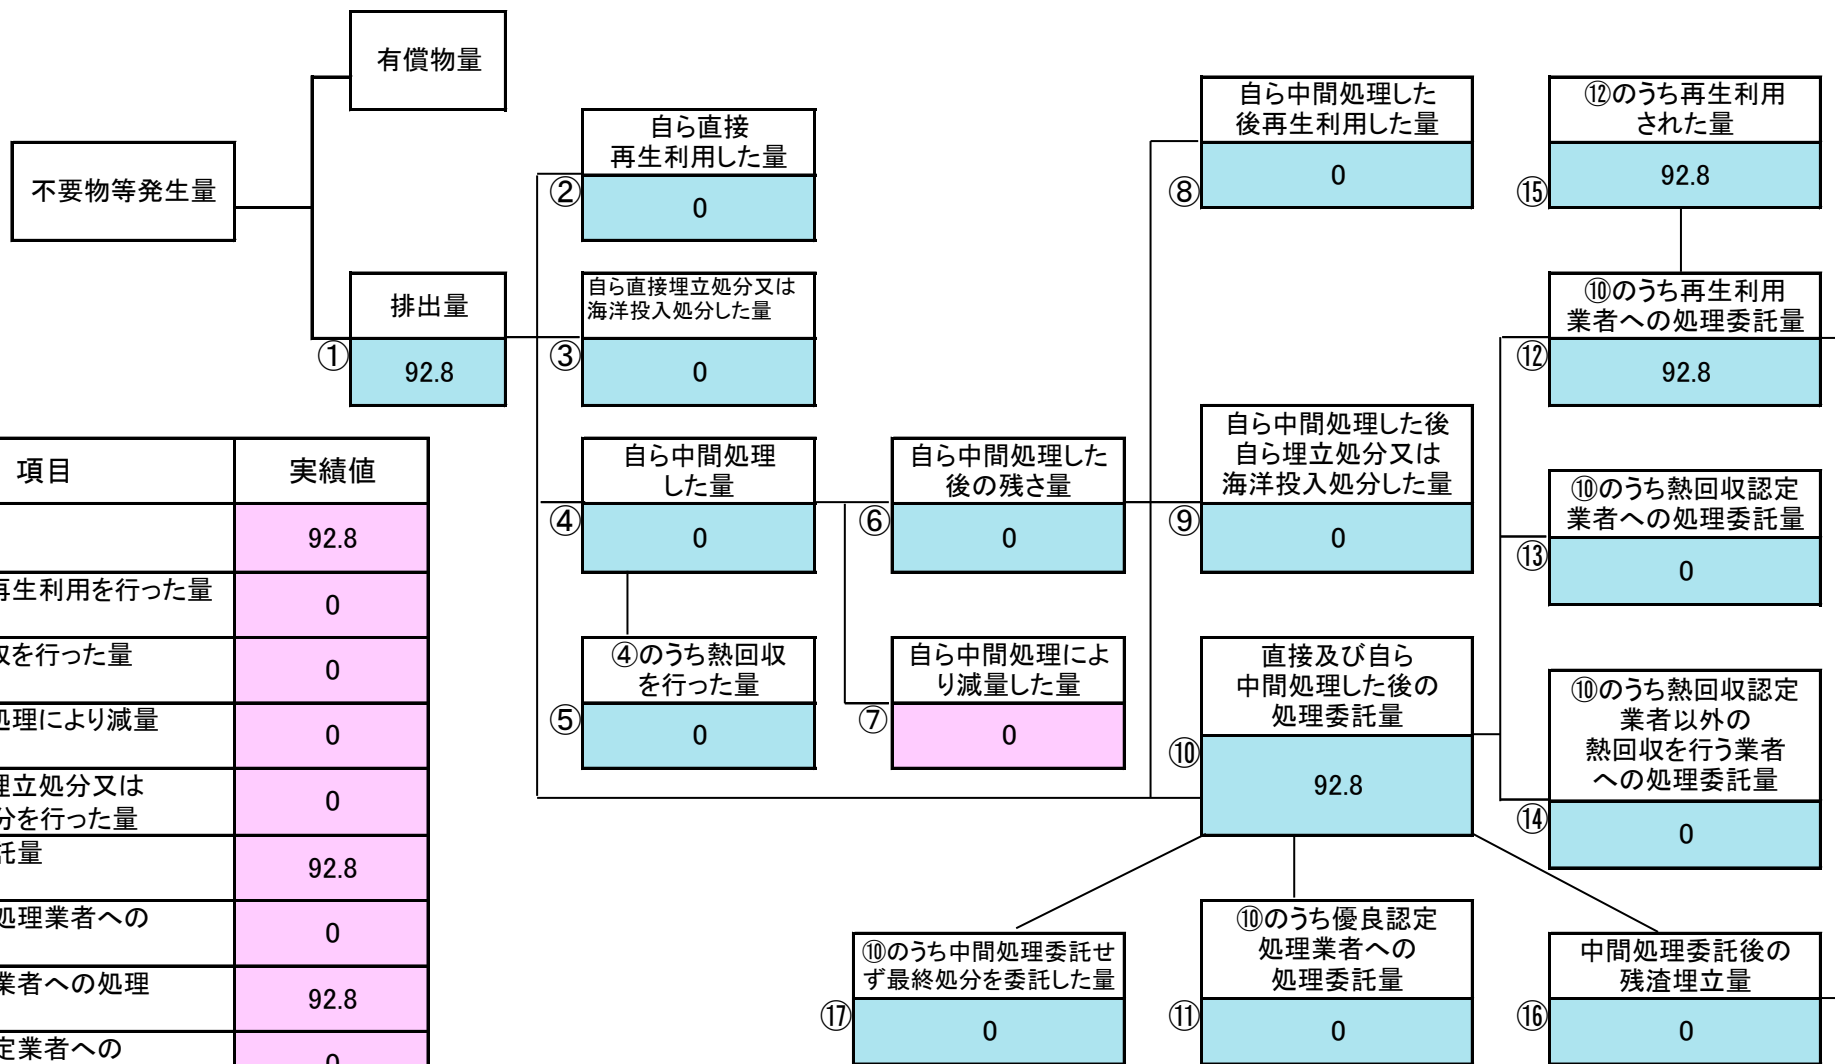 有償物量
不要物等発生量
排出量
①
92.8
自ら直接
再生利用した量
②
0
自ら直接埋立処分又は
海洋投入処分した量
③
0
自ら中間処理
した量
④
0
④のうち熱回収
を行った量
⑤
0
自ら中間処理した
後の残さ量
⑥
0
自ら中間処理によ
り減量した量
⑦
0
自ら中間処理した
後再生利用した量
⑧
0
自ら中間処理した後
自ら埋立処分又は
海洋投入処分した量
⑨
0
直接及び自ら
中間処理した後の
処理委託量
⑩
92.8
⑫のうち再生利用
された量
⑮
92.8
⑩のうち再生利用
業者への処理委託量
⑫
92.8
⑩のうち熱回収認定
業者への処理委託量
⑬
0
⑩のうち熱回収認定
業者以外の
熱回収を行う業者
への処理委託量
⑭
0
⑩のうち中間処理委託せ
ず最終処分を委託した量
⑰
0
⑩のうち優良認定
処理業者への
処理委託量
⑪
0
中間処理委託後の
残渣埋立量
⑯
0
項目 実績値
92.8
再生利用を行った量 0
を行った量 0
処理により減量 0
埋立処分又は
分を行った量 0
託量 92.8
処理業者への 0
業者への処理 92.8
定業者への 0